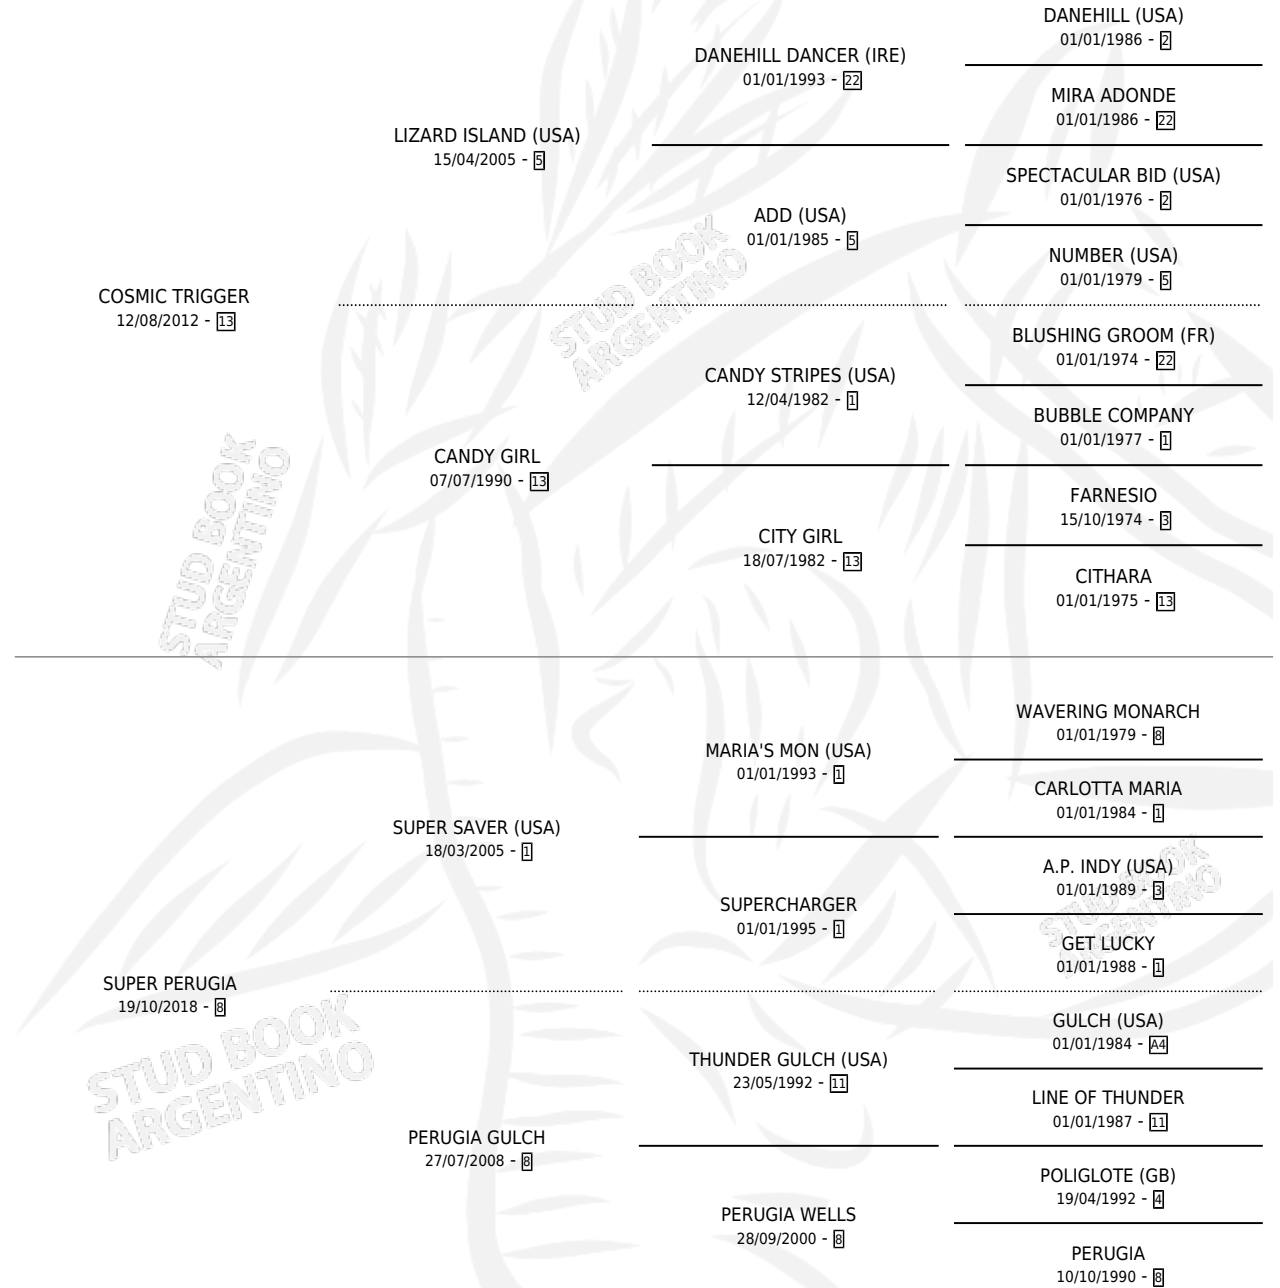 DANEHILL (USA)
01/01/1986 - 2
DANEHILL DANCER (IRE)
01/01/1993 - 22
MIRA ADONDE
01/01/1986 - 22
LIZARD ISLAND (USA)
15/04/2005 - 5
SPECTACULAR BID (USA)
01/01/1976 - 2
ADD (USA)
01/01/1985 - 5
NUMBER (USA)
01/01/1979 - 5
COSMIC TRIGGER
12/08/2012 - 13
BLUSHING GROOM (FR)
01/01/1974 - 22
CANDY STRIPES (USA)
12/04/1982 - 1
BUBBLE COMPANY
01/01/1977 - 1
CANDY GIRL
07/07/1990 - 13
FARNESIO
15/10/1974 - 3
CITY GIRL
18/07/1982 - 13
CITHARA
01/01/1975 - 13
WAVERING MONARCH
01/01/1979 - 8
MARIA'S MON (USA)
01/01/1993 - 1
CARLOTTA MARIA
01/01/1984 - 1
SUPER SAVER (USA)
18/03/2005 - 1
A.P. INDY (USA)
01/01/1989 - 3
SUPERCHARGER
01/01/1995 - 1
GET LUCKY
01/01/1988 - 1
SUPER PERUGIA
19/10/2018 - 8
GULCH (USA)
01/01/1984 - A4
THUNDER GULCH (USA)
23/05/1992 - 11
LINE OF THUNDER
01/01/1987 - 11
PERUGIA GULCH
27/07/2008 - 8
POLIGLOTE (GB)
19/04/1992 - 4
PERUGIA WELLS
28/09/2000 - 8
PERUGIA
10/10/1990 - 8
STUD BOOK
ARGENTINO
STUD BOOK
ARGENTINO
STUD BOOK
ARGENTINO
STUD BOOK
ARGENTINO